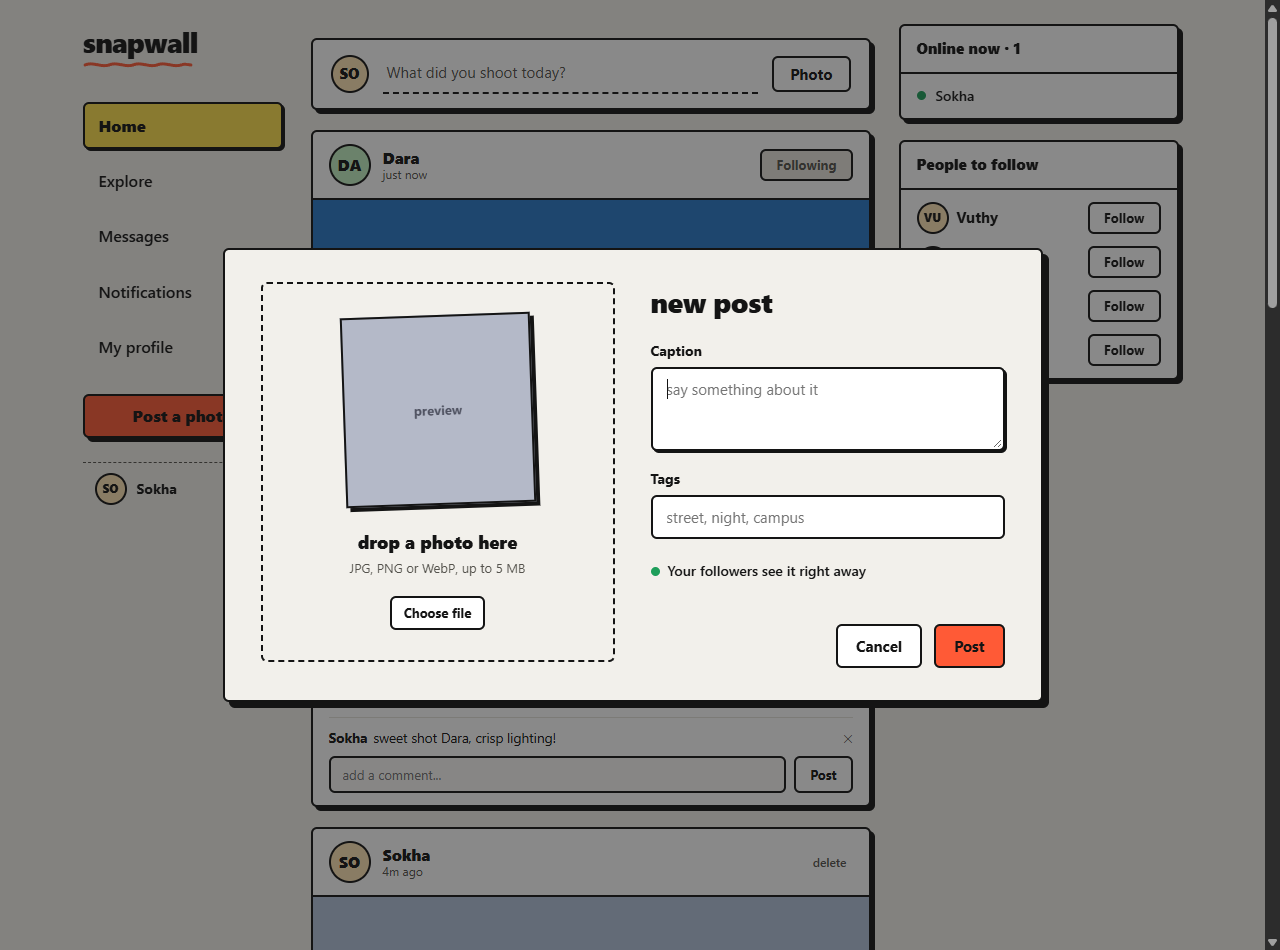 snapwall
Home
Explore
Messages
Notifications
My profile
Post a phot
SO Sokha
SO What did you shoot today? Photo
DA Dara
just now
Following
Online now · 1
Sokha
People to follow
VU Vuthy Follow
Follow
Follow
Follow
preview
drop a photo here
JPG, PNG or WebP, up to 5 MB
Choose file
new post
Caption
say something about it
Tags
street, night, campus
Your followers see it right away
Cancel Post
Sokha sweet shot Dara, crisp lighting! ×
add a comment... Post
SO Sokha
4m ago
delete